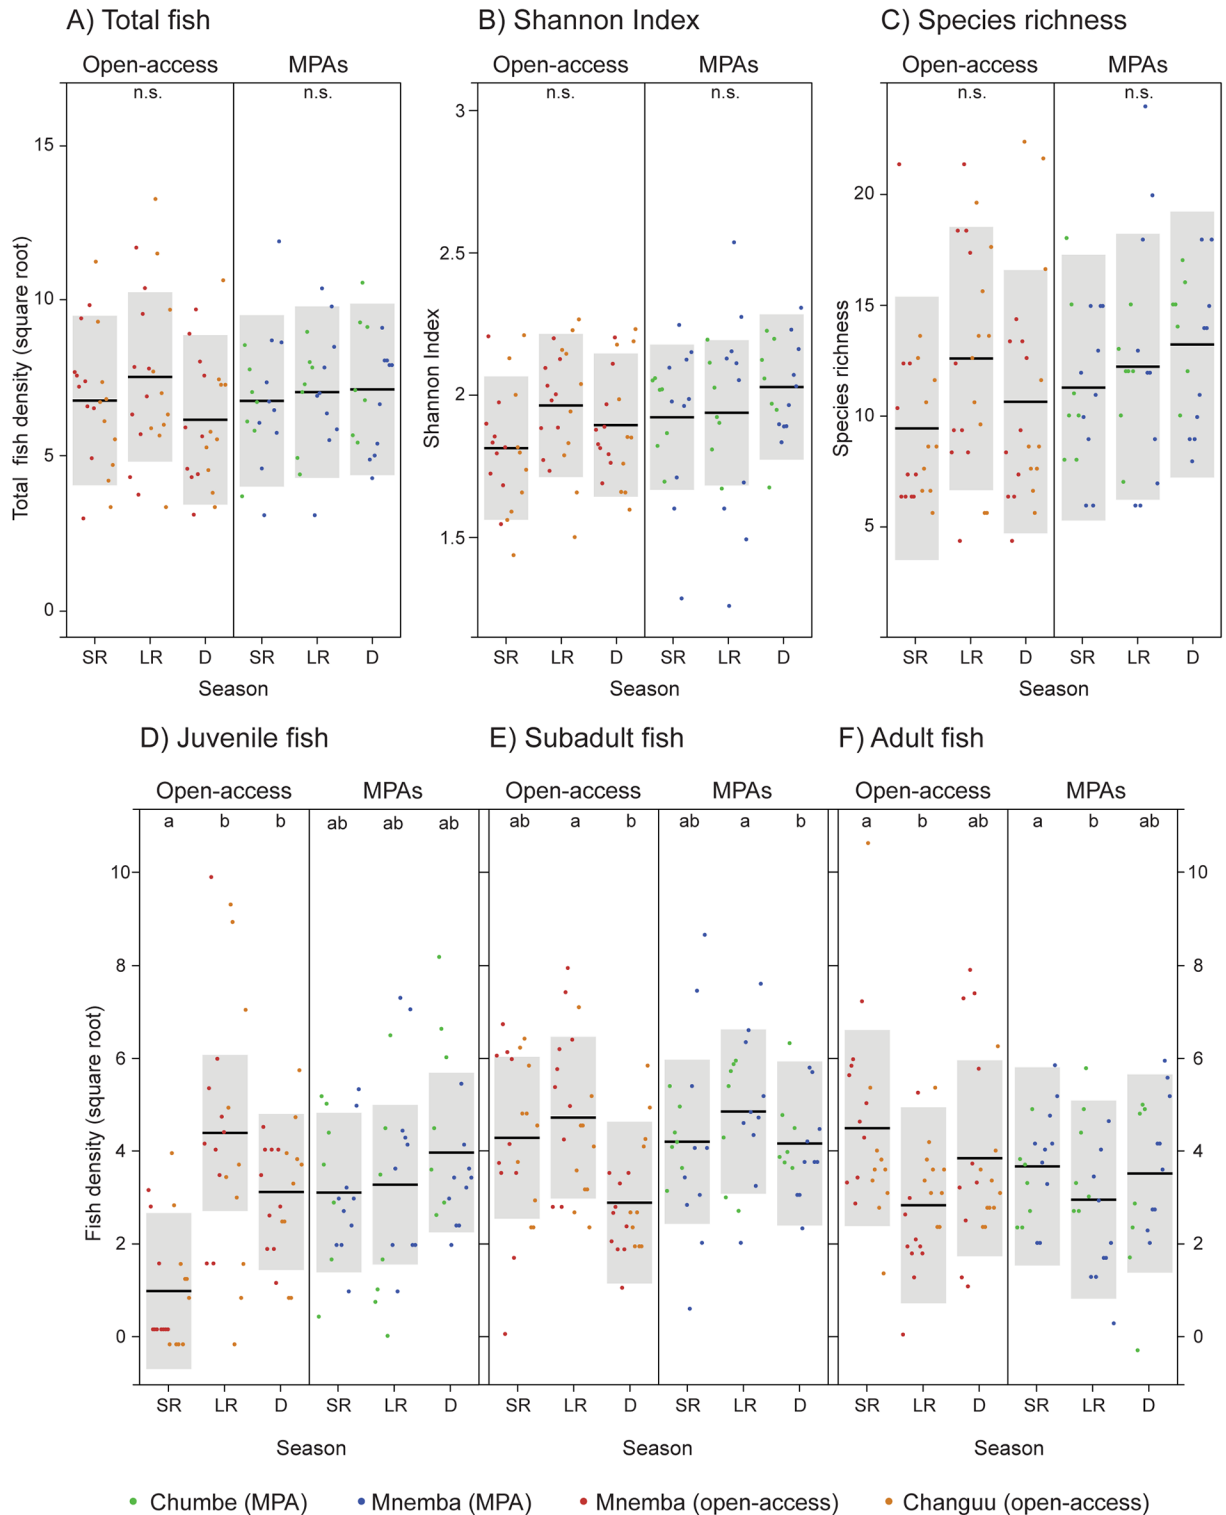 A) Total fish
B) Shannon Index
C) Species richness
Open-access MPAs
Open-access MPAs
Open-access MPAs
n.s. n.s.
n.s. n.s.
n.s. n.s.
Total fish density (square root)
15
10
5
0
Shannon Index
3
2.5
2
1.5
Species richness
20
15
10
5
SR LR D SR LR D
SR LR D SR LR D
SR LR D SR LR D
Season
Season
Season
D) Juvenile fish
E) Subadult fish
F) Adult fish
Open-access MPAs
Open-access MPAs
Open-access MPAs
a b b ab ab ab
ab a b ab a b
a b ab a b ab
Fish density (square root)
10
8
6
4
2
0
10
8
6
4
2
0
SR LR D SR LR D
SR LR D SR LR D
SR LR D SR LR D
Season
Season
Season
Chumbe (MPA)
Mnemba (MPA)
Mnemba (open-access)
Changuu (open-access)